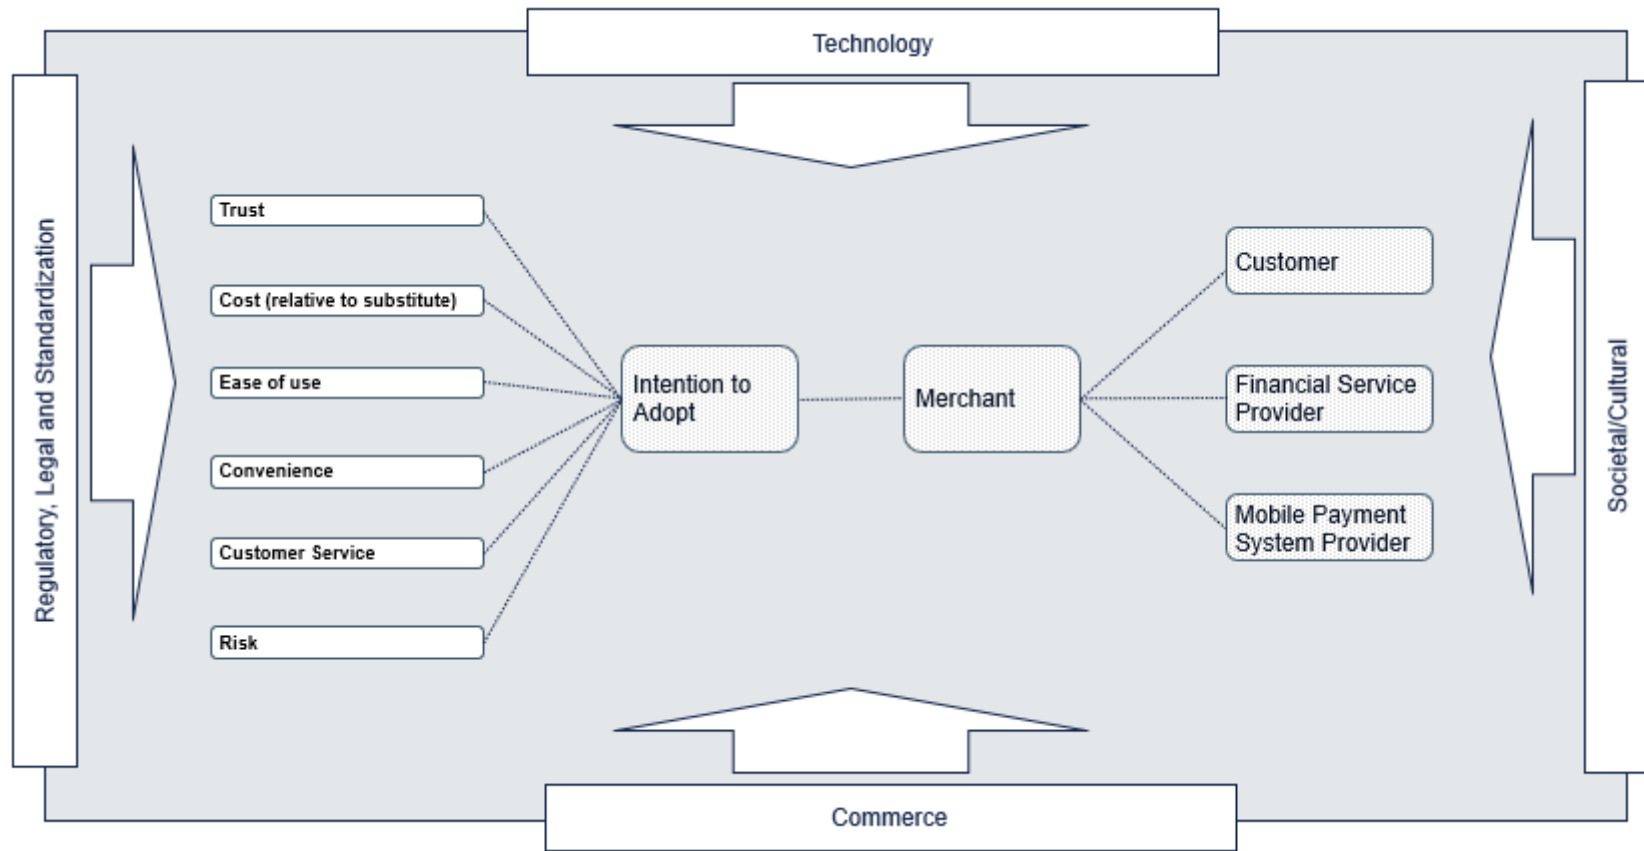 Technology
Regulatory, Legal and Standardization
Trust
Cost (relative to substitute)
Ease of use
Convenience
Customer Service
Risk
Intention to
Adopt
Merchant
Customer
Financial Service
Provider
Mobile Payment
System Provider
Societal/Cultural
Commerce